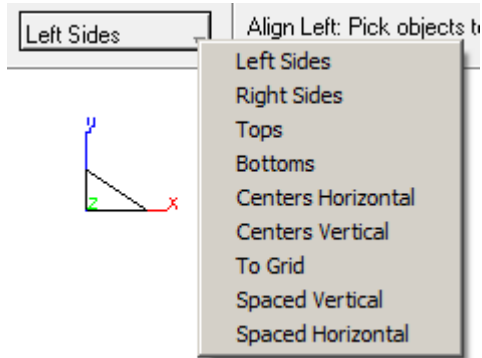 Left Sides
Align Left: Pick objects
Left Sides
Right Sides
Tops
Bottoms
Centers Horizontal
Centers Vertical
To Grid
Spaced Vertical
Spaced Horizontal
y
z
x